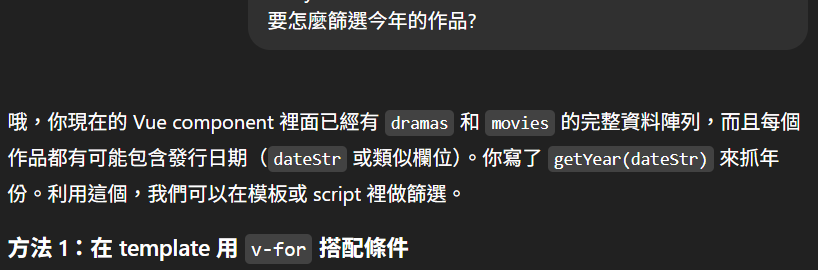 要怎麼篩選今年的作品?
哦，你現在的 Vue component 裡面已經有 dramas 和 movies 的完整資料陣列，而且每個
作品都有可能包含發行日期（dateStr 或類似欄位）。你寫了 getYear(dateStr) 來抓年
份。利用這個，我們可以在模板或 script 裡做篩選。
方法 1：在 template 用 v-for 搭配條件